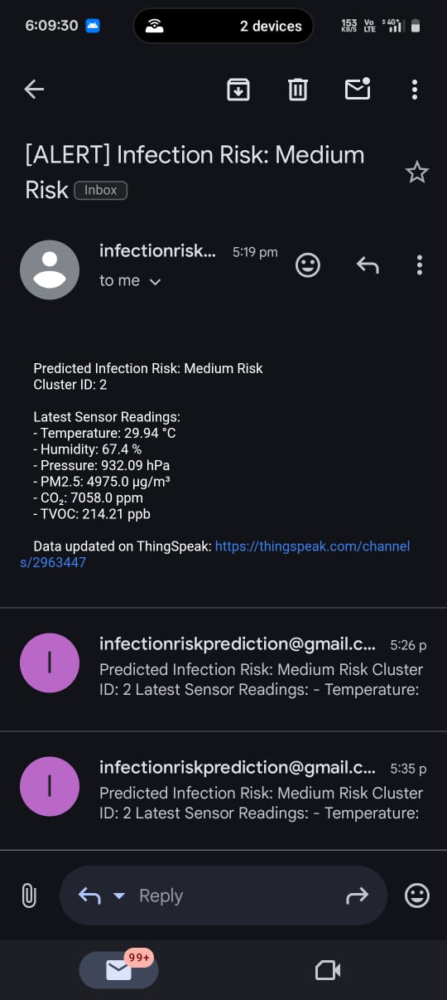 6:09:30
2 devices
153 KB/S Vo LTE 4G+
[ALERT] Infection Risk: Medium
Risk Inbox
infectionrisk... 5:19 pm
to me
Predicted Infection Risk: Medium Risk
Cluster ID: 2
Latest Sensor Readings:
- Temperature: 29.94 °C
- Humidity: 67.4 %
- Pressure: 932.09 hPa
- PM2.5: 4975.0 µg/m³
- CO₂: 7058.0 ppm
- TVOC: 214.21 ppb
Data updated on ThingSpeak: https://thingspeak.com/channel
s/2963447
I
infectionriskprediction@gmail.c... 5:26 p
Predicted Infection Risk: Medium Risk Cluster
ID: 2 Latest Sensor Readings: - Temperature:
I
infectionriskprediction@gmail.c... 5:35 p
Predicted Infection Risk: Medium Risk Cluster
ID: 2 Latest Sensor Readings: - Temperature:
Reply
99+